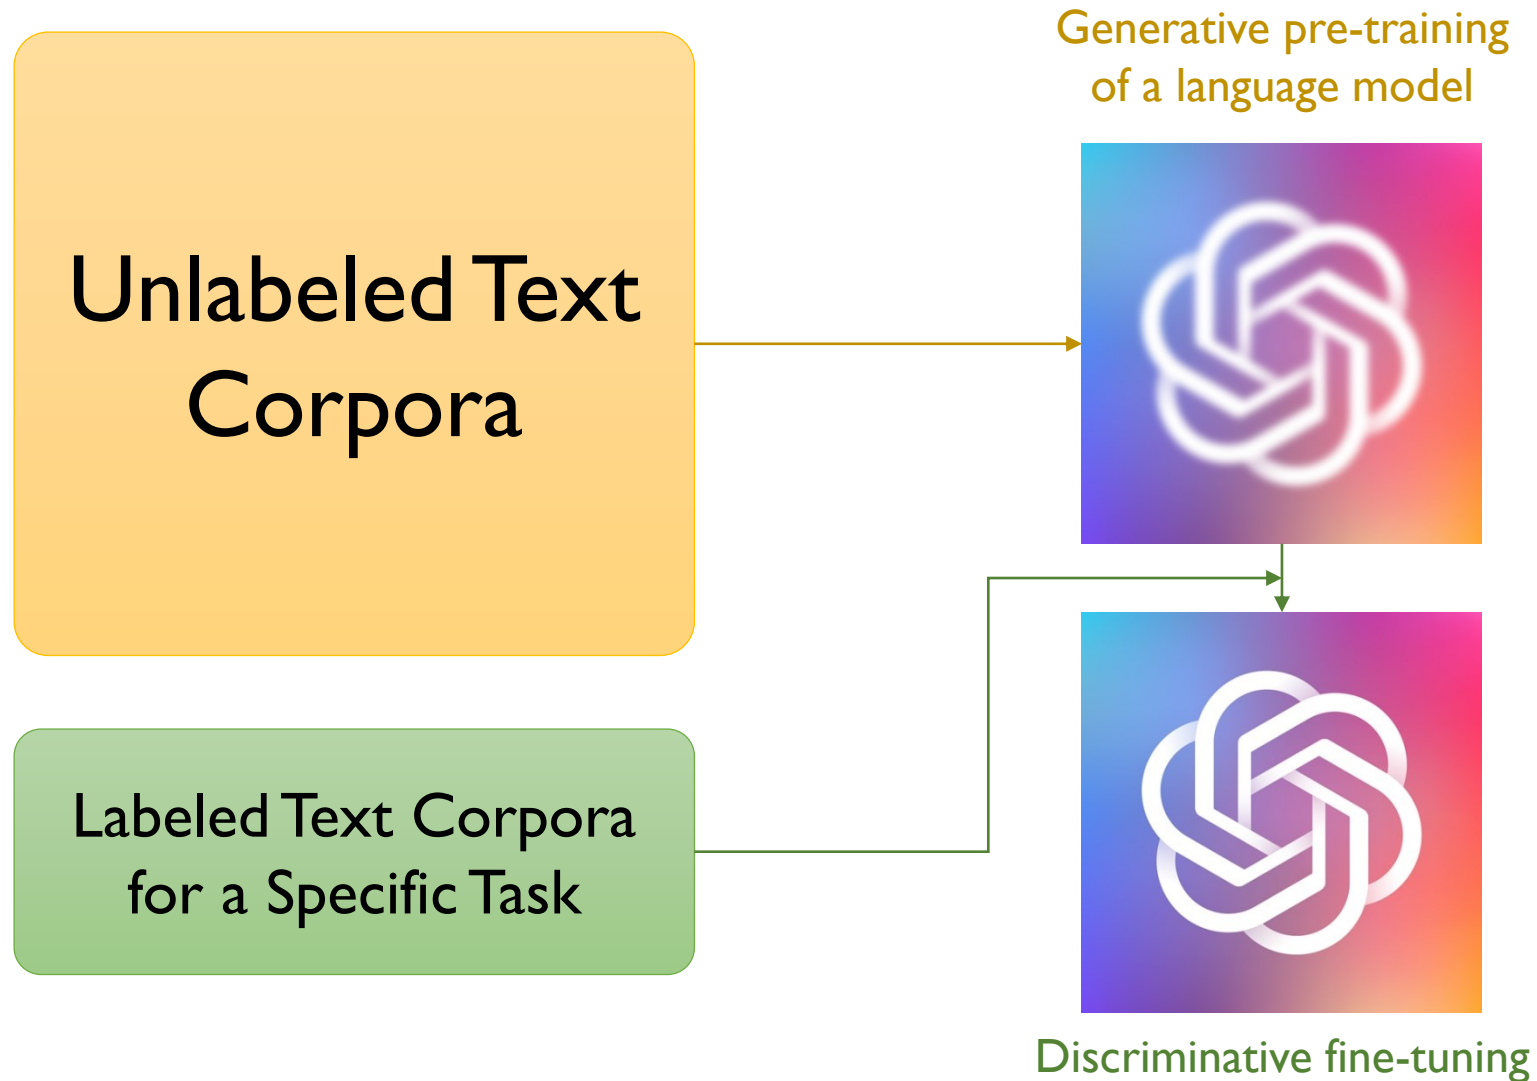 Generative pre-training
of a language model
Unlabeled Text
Corpora
Labeled Text Corpora
for a Specific Task
Discriminative fine-tuning